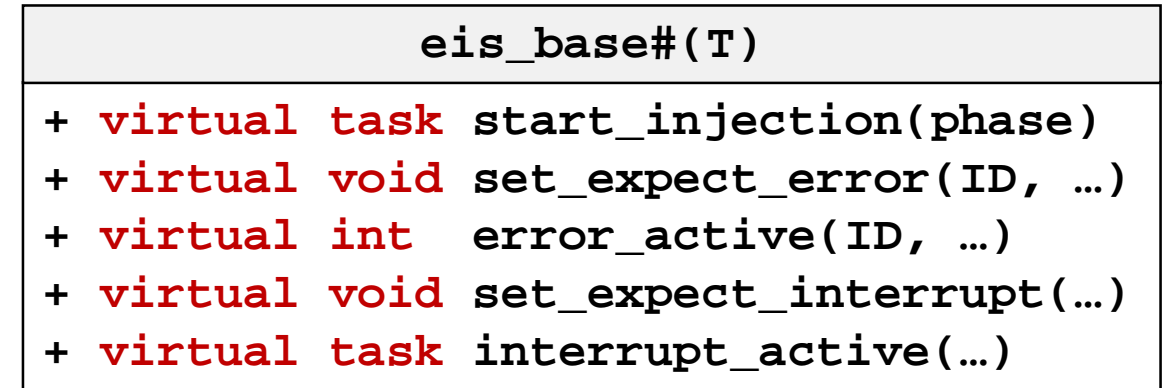 eis_base#(T)
+ virtual task start_injection(phase)
+ virtual void set_expect_error(ID, …)
+ virtual int error_active(ID, …)
+ virtual void set_expect_interrupt(…)
+ virtual task interrupt_active(…)